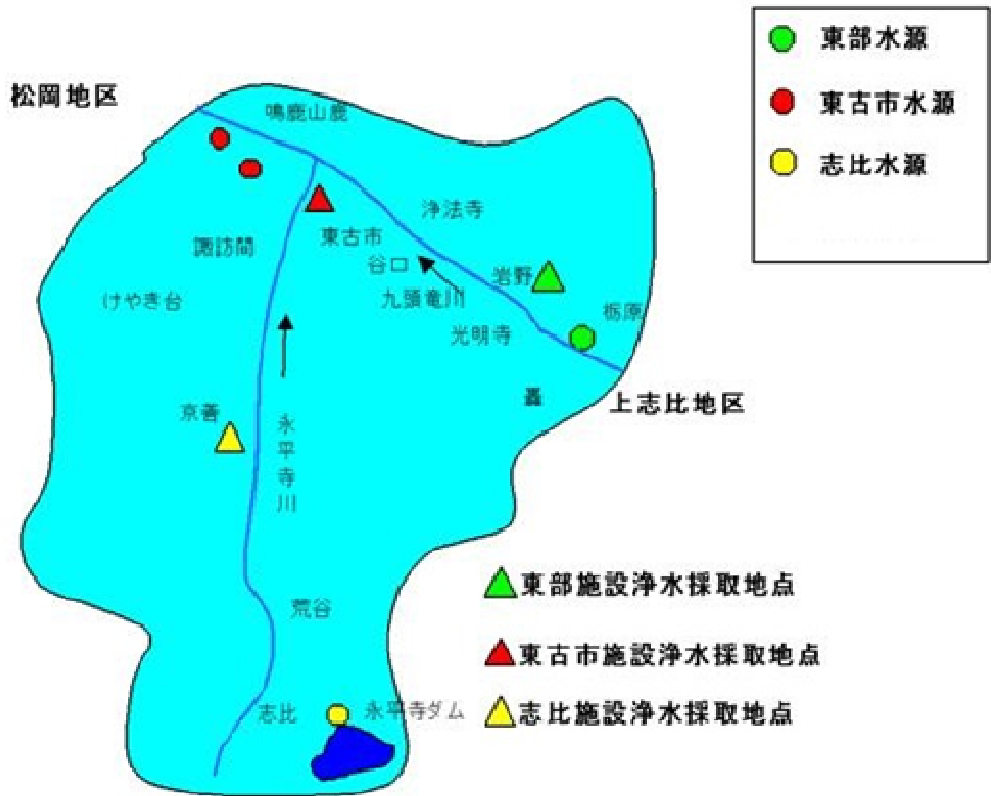 東部水源
東古市水源
志比水源
松岡地区
鳴鹿山鹿
浄法寺
東古市
諏訪間
谷口
岩野
けやき台
九頭竜川
栃原
光明寺
轟
上志比地区
京善
永平寺川
東部施設浄水採取地点
荒谷
東古市施設浄水採取地点
志比
永平寺ダム
志比施設浄水採取地点